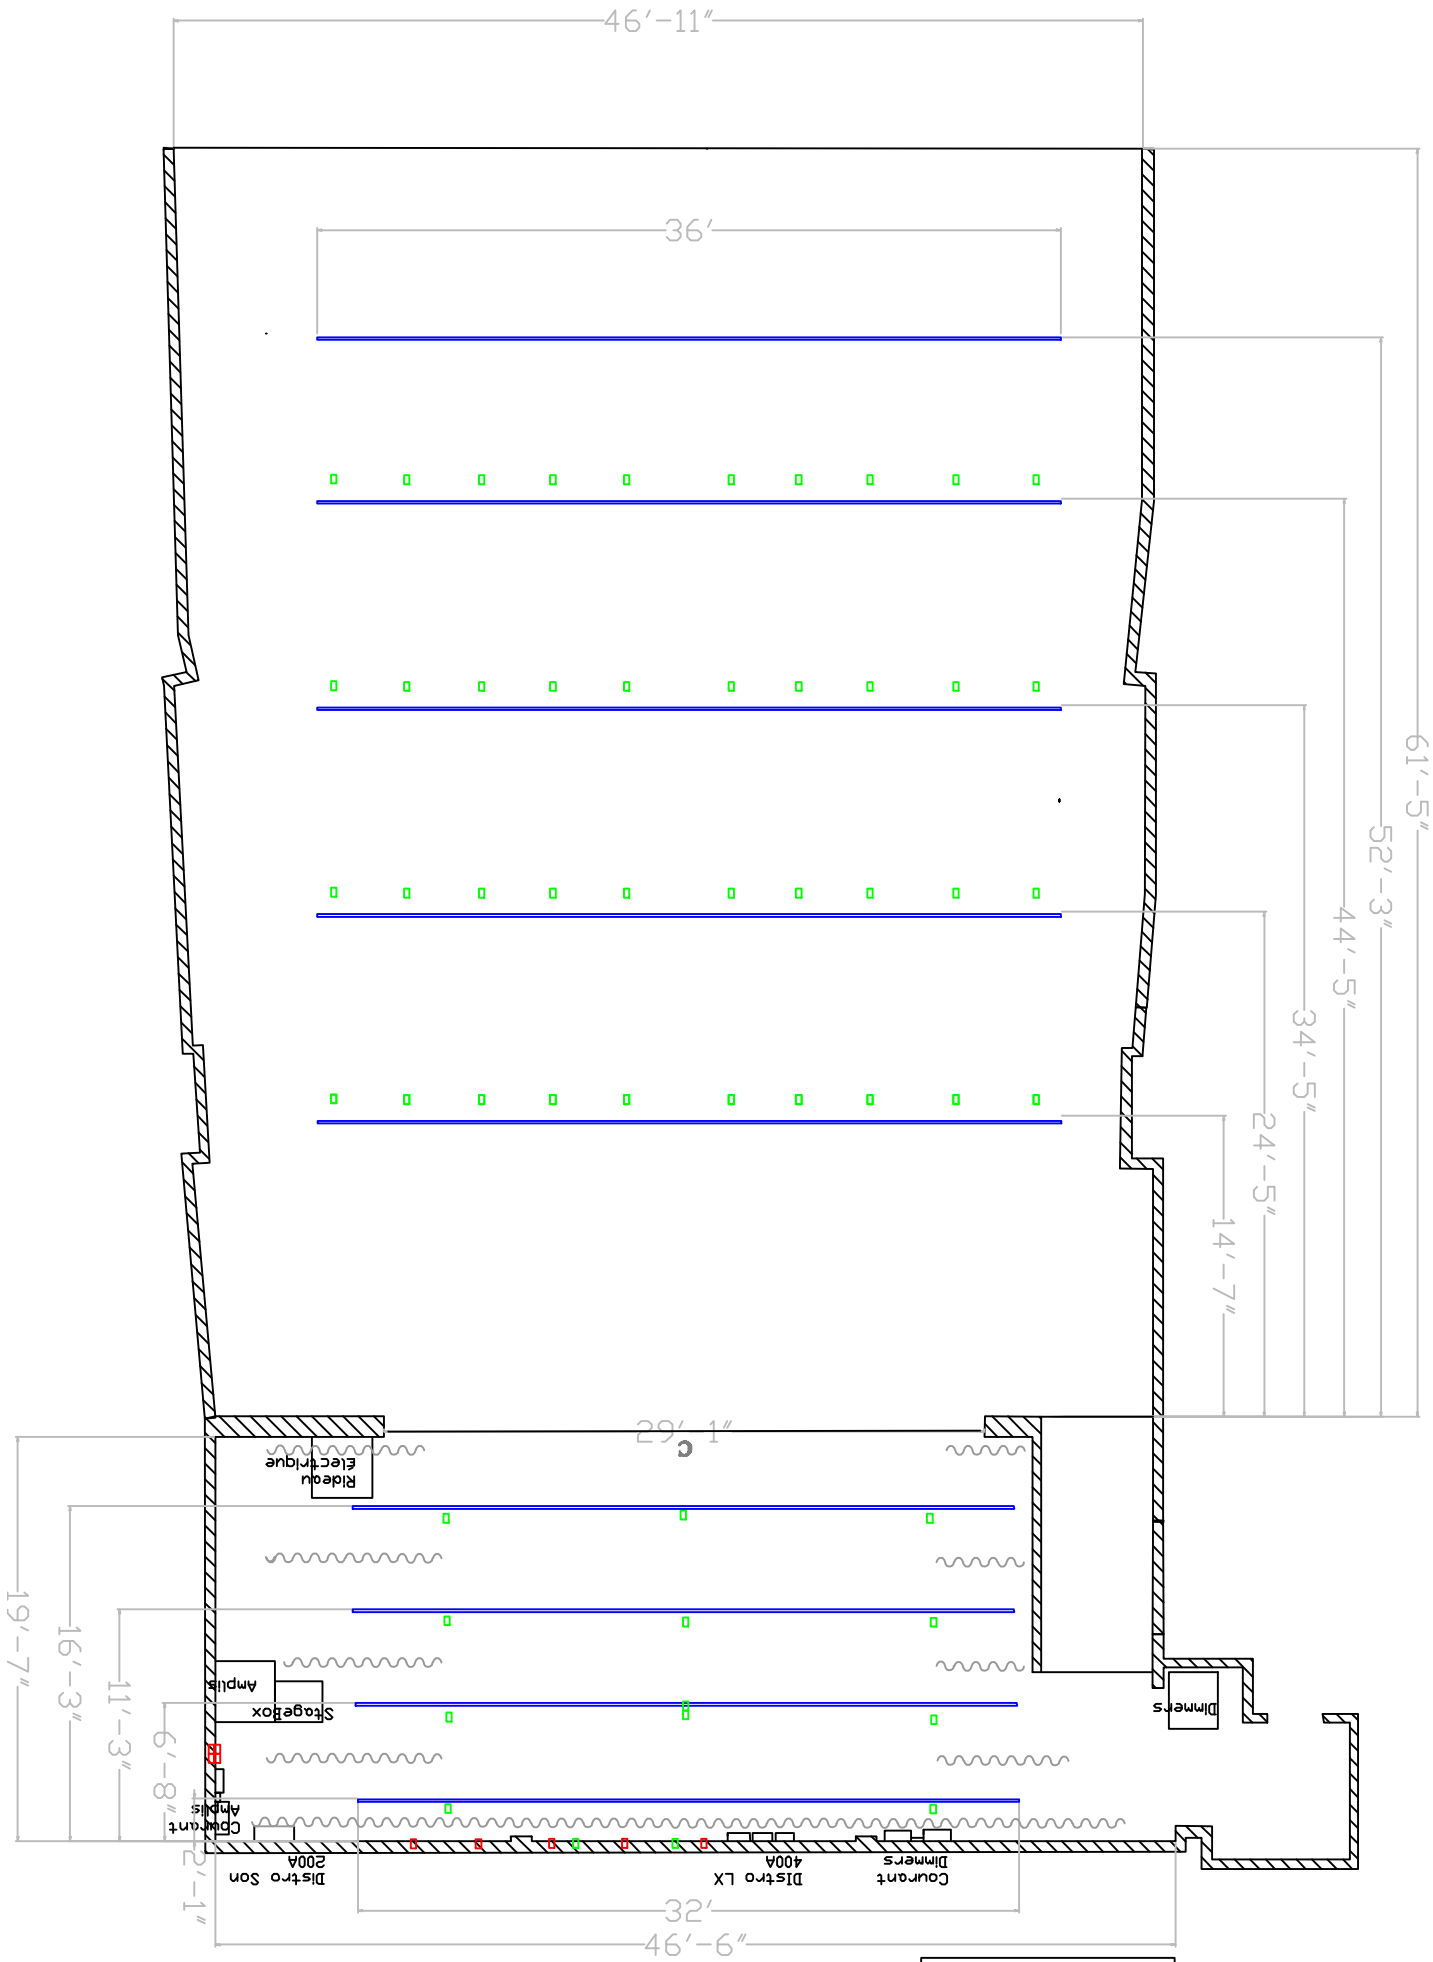 46'-11"
36'
61'-5"
52'-3"
44'-5"
34'-5"
24'-5"
14'-7"
29'-1"
C
Rideau
Électrique
19'-7"
16'-3"
11'-3"
6'-8"
2'-1"
Amplis
StageBox
Dimmers
Courant
Amplis
Distro Son
200A
DIstro LX
400A
Courant
Dimmers
32'
46'-6"